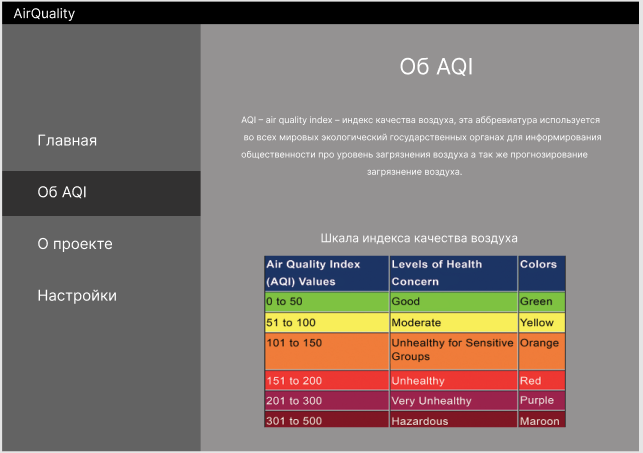 AirQuality
Главная
Об AQI
О проекте
Настройки
Об AQI
AQI – air quality index – индекс качества воздуха, эта аббревиатура используется
во всех мировых экологический государственных органах для информирования
общественности про уровень загрязнения воздуха а так же прогнозирование
загрязнение воздуха.
Шкала индекса качества воздуха
Air Quality Index (AQI) Values Levels of Health Concern Colors
0 to 50 Good Green
51 to 100 Moderate Yellow
101 to 150 Unhealthy for Sensitive Groups Orange
151 to 200 Unhealthy Red
201 to 300 Very Unhealthy Purple
301 to 500 Hazardous Maroon